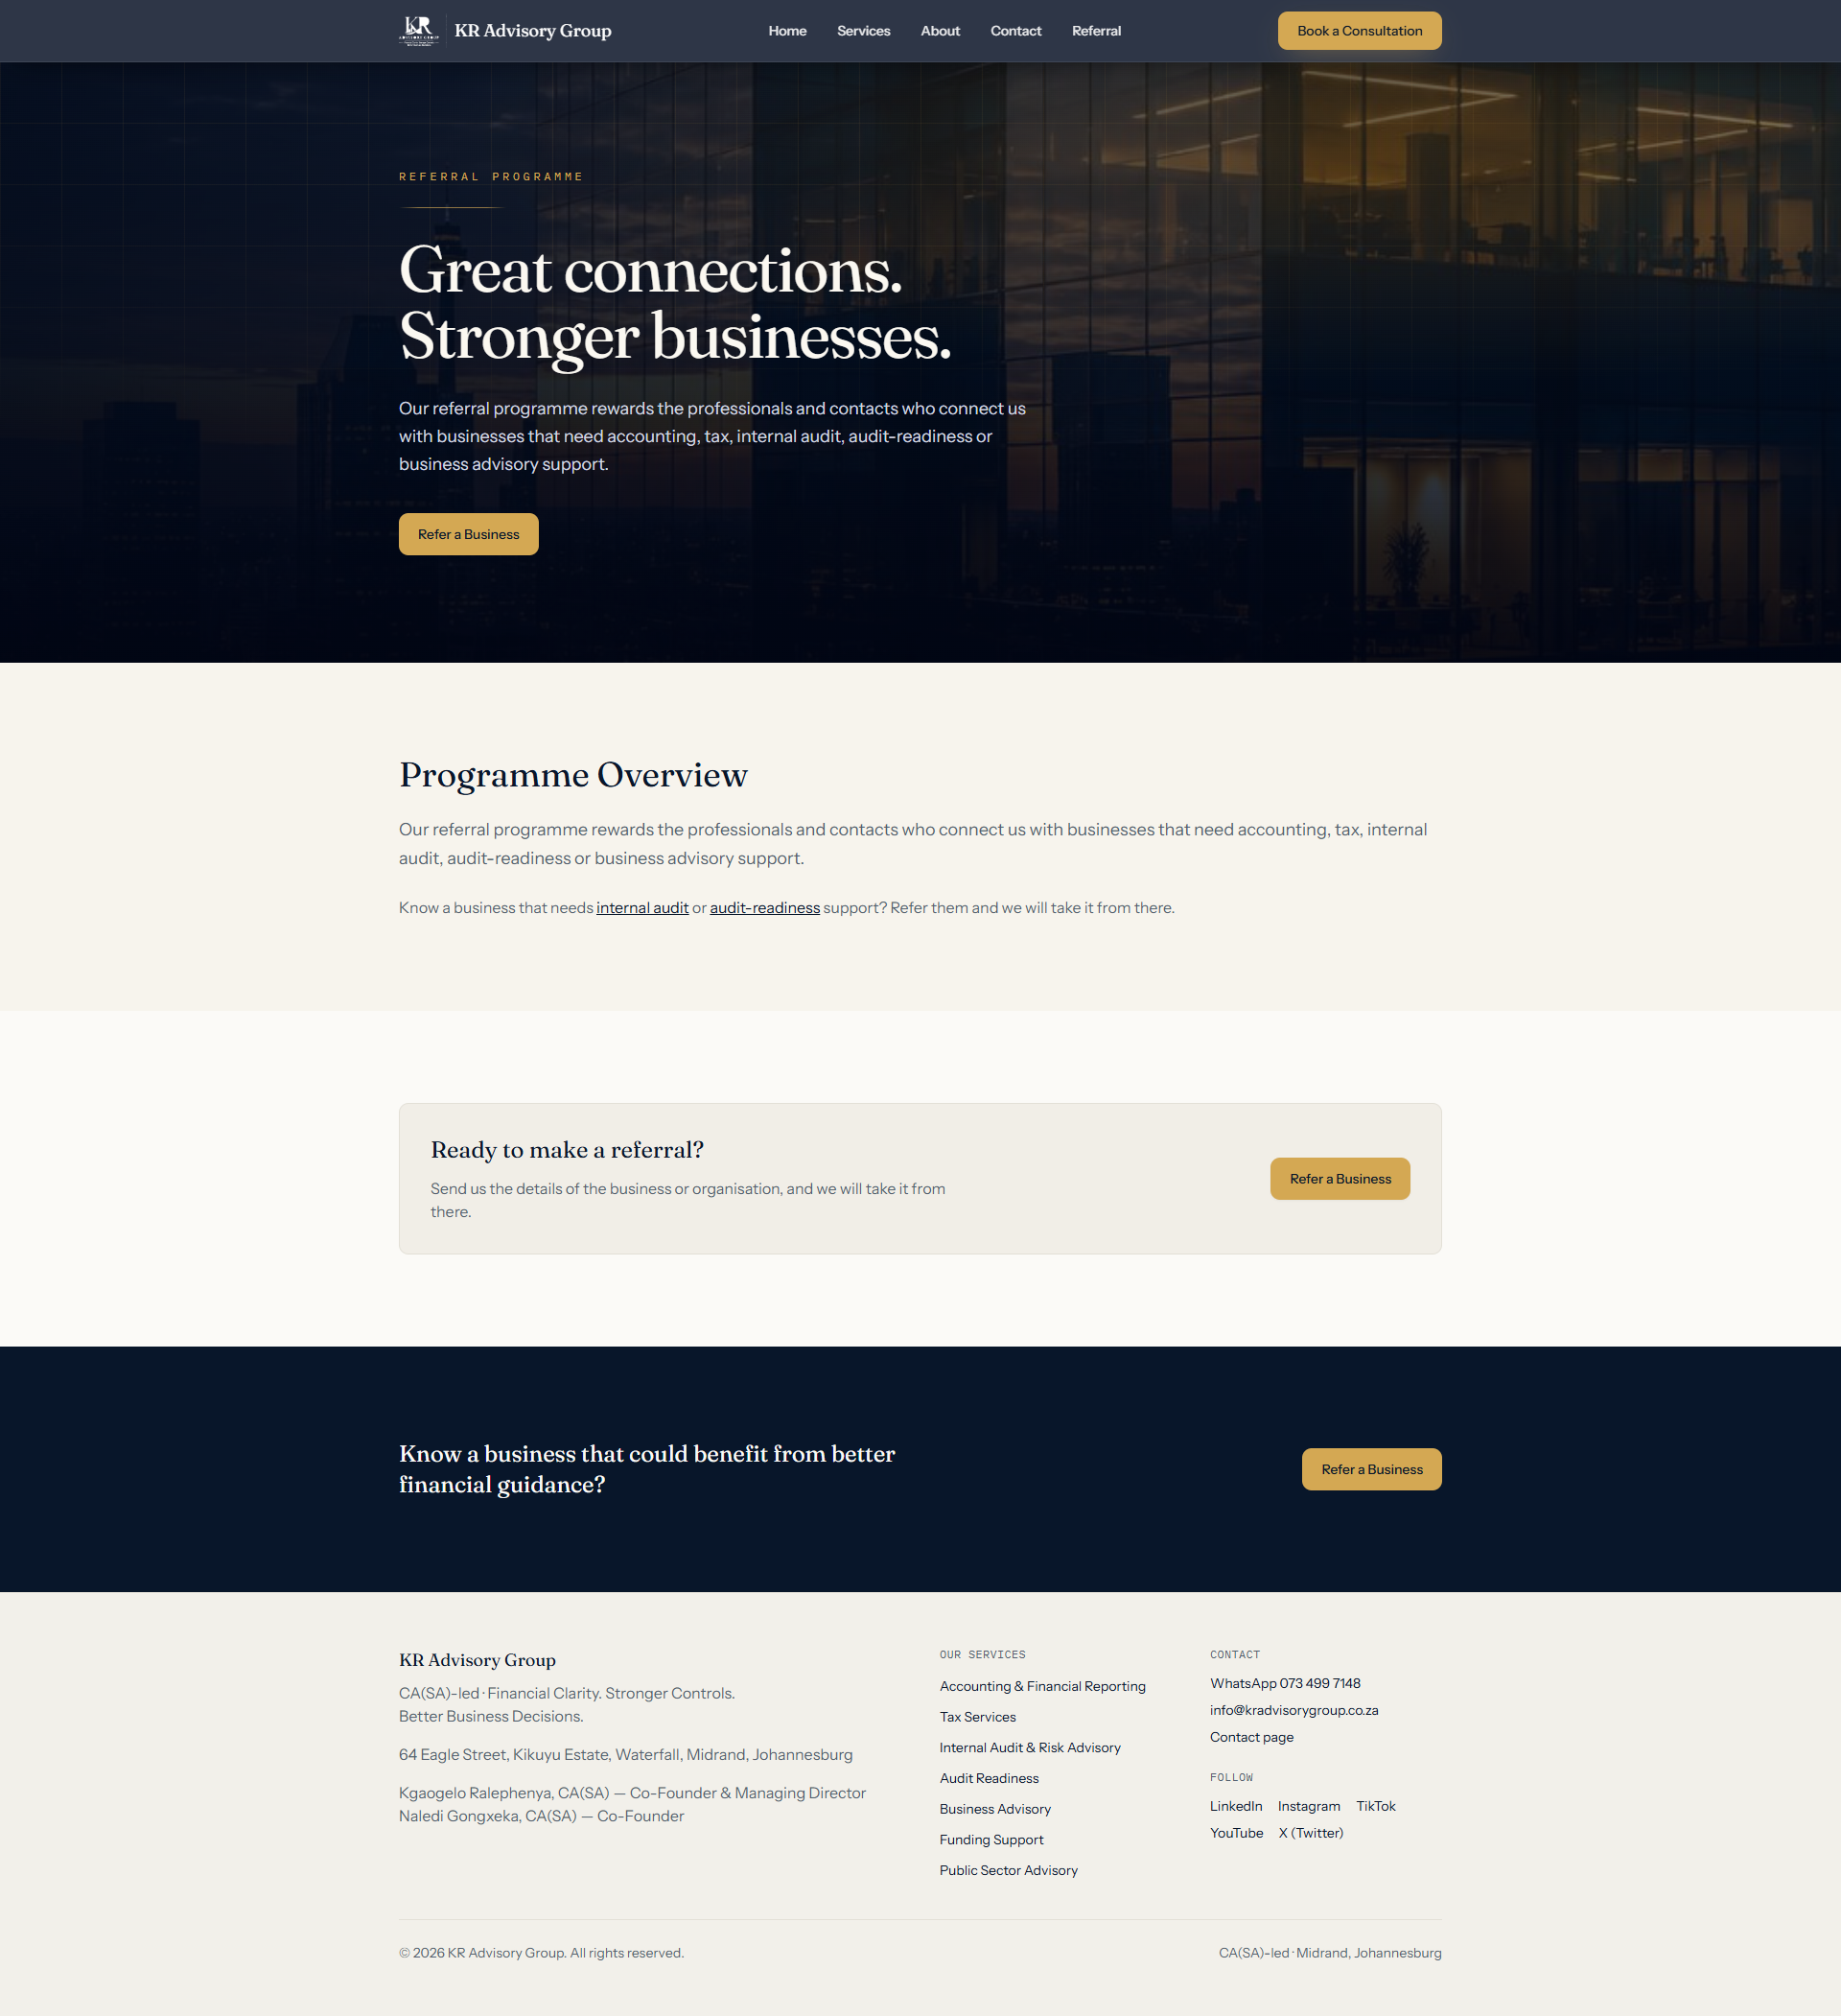 KR
KR Advisory Group
Home Services About Contact Referral
Book a Consultation
REFERRAL PROGRAMME
Great connections.
Stronger businesses.
Our referral programme rewards the professionals and contacts who connect us
with businesses that need accounting, tax, internal audit, audit-readiness or
business advisory support.
Refer a Business
Programme Overview
Our referral programme rewards the professionals and contacts who connect us with businesses that need accounting, tax, internal
audit, audit-readiness or business advisory support.
Know a business that needs internal audit or audit-readiness support? Refer them and we will take it from there.
Ready to make a referral?
Send us the details of the business or organisation, and we will take it from
there.
Refer a Business
Know a business that could benefit from better
financial guidance?
Refer a Business
KR Advisory Group
CA(SA)-led · Financial Clarity. Stronger Controls.
Better Business Decisions.
64 Eagle Street, Kikuyu Estate, Waterfall, Midrand, Johannesburg
Kgaogelo Ralephenya, CA(SA) — Co-Founder & Managing Director
Naledi Gongxeka, CA(SA) — Co-Founder
OUR SERVICES
Accounting & Financial Reporting
Tax Services
Internal Audit & Risk Advisory
Audit Readiness
Business Advisory
Funding Support
Public Sector Advisory
CONTACT
WhatsApp 073 499 7148
info@kradvisorygroup.co.za
Contact page
FOLLOW
LinkedIn Instagram TikTok
YouTube X (Twitter)
© 2026 KR Advisory Group. All rights reserved.
CA(SA)-led · Midrand, Johannesburg